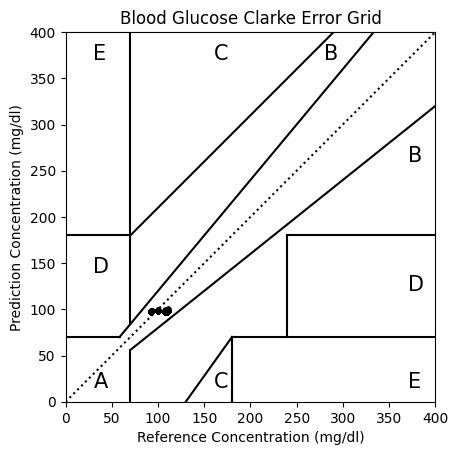 Blood Glucose Clarke Error Grid
400
350
300
250
200
150
100
50
0
Prediction Concentration (mg/dl)
E
C
B
B
D
D
A
C
E
0 50 100 150 200 250 300 350 400
Reference Concentration (mg/dl)